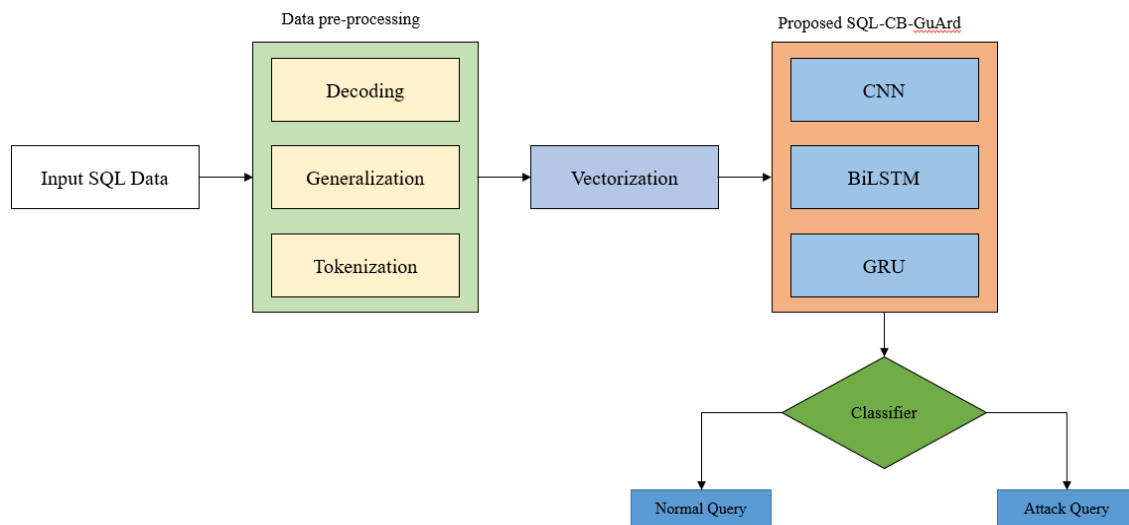 Data pre-processing
Proposed SQL-CB-GuArd
Decoding
CNN
Input SQL Data
Generalization
Vectorization
BiLSTM
Tokenization
GRU
Classifier
Normal Query
Attack Query